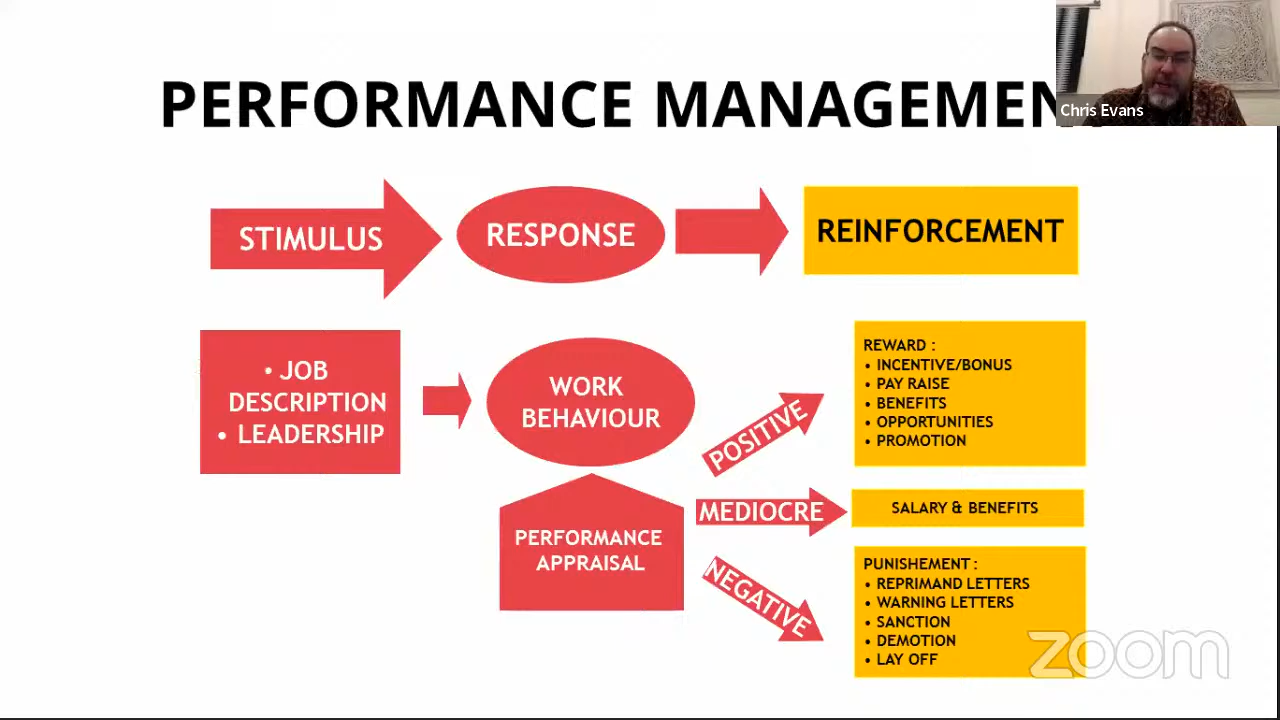 PERFORMANCE MANAGEMEN
Chris Evans
STIMULUS
RESPONSE
REINFORCEMENT
• JOB
DESCRIPTION
• LEADERSHIP
WORK
BEHAVIOUR
PERFORMANCE
APPRAISAL
POSITIVE
MEDIOCRE
NEGATIVE
REWARD :
• INCENTIVE/BONUS
• PAY RAISE
• BENEFITS
• OPPORTUNITIES
• PROMOTION
SALARY & BENEFITS
PUNISHEMENT :
• REPRIMAND LETTERS
• WARNING LETTERS
• SANCTION
• DEMOTION
• LAY OFF
zoom